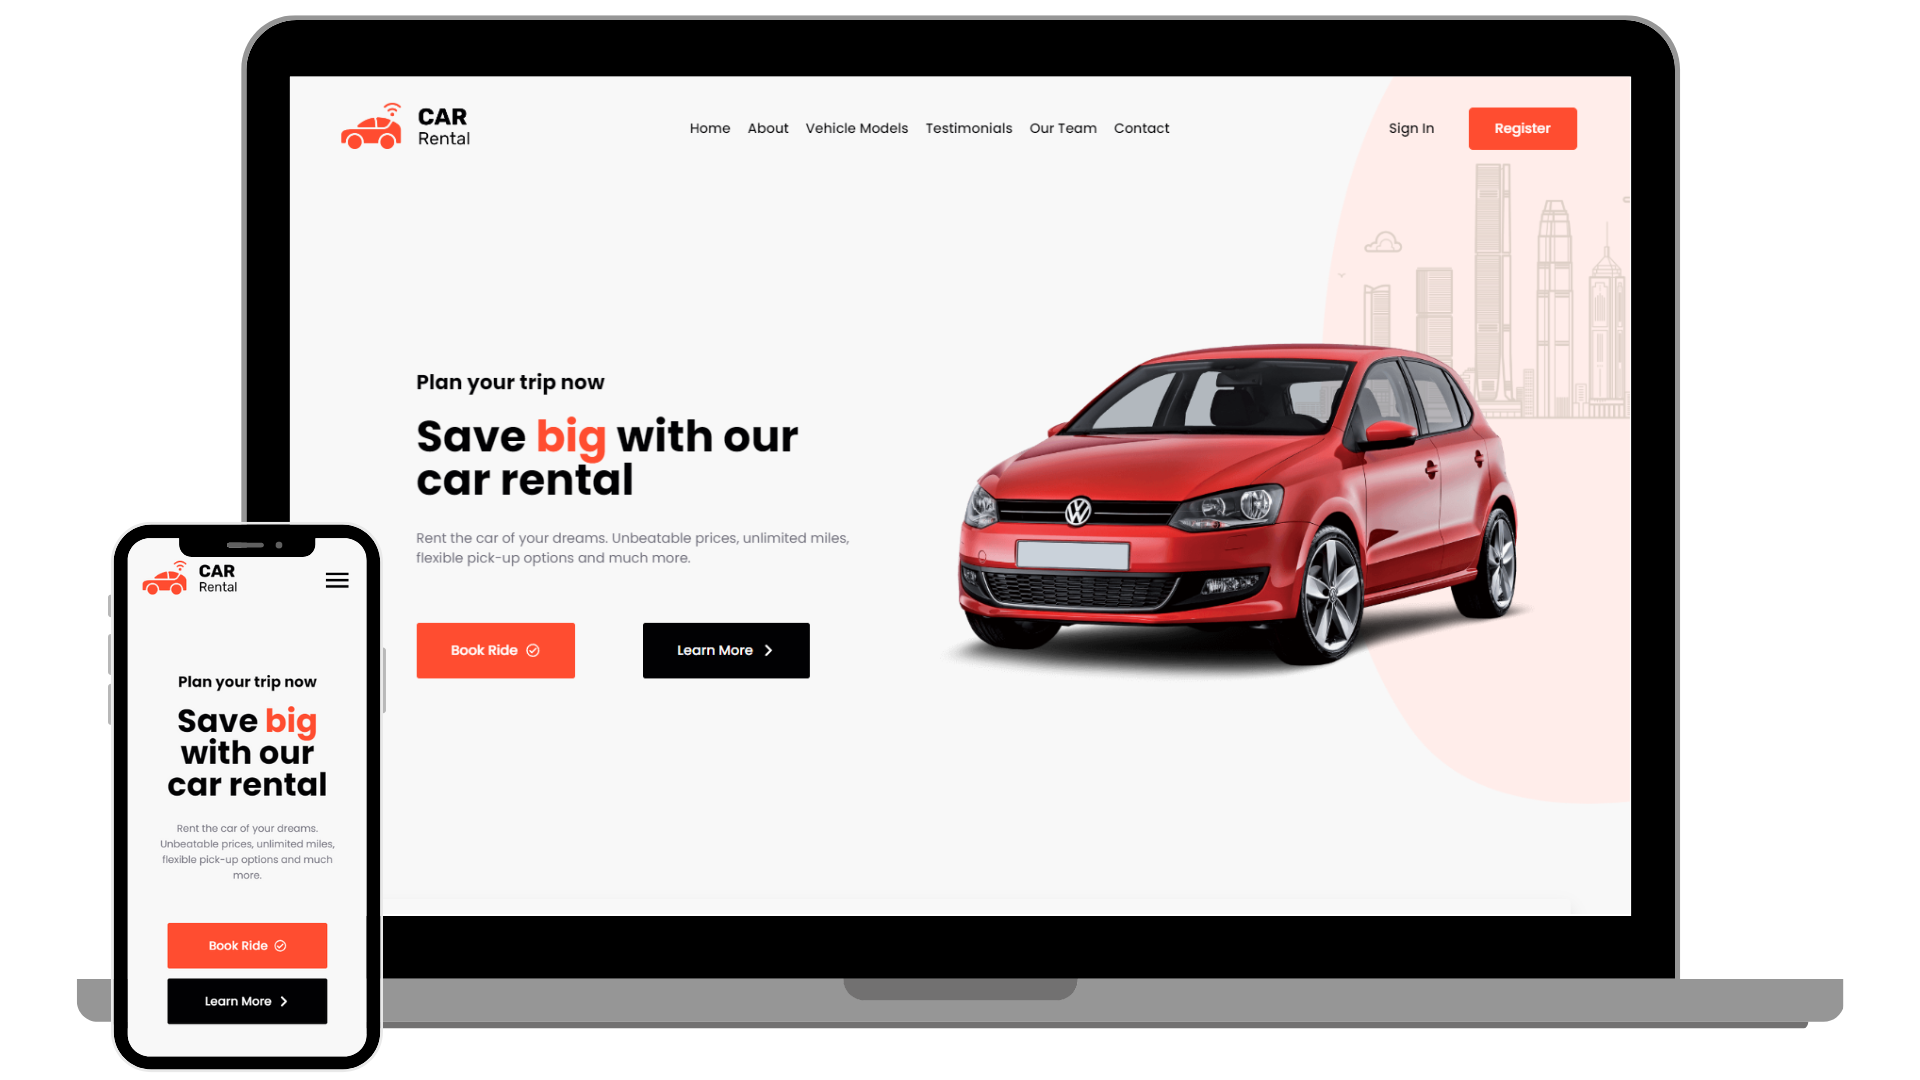 CAR
Rental
Home About Vehicle Models Testimonials Our Team Contact
Sign In
Register
Plan your trip now
Save big with our
car rental
Rent the car of your dreams. Unbeatable prices, unlimited miles,
flexible pick-up options and much more.
Book Ride
Learn More
CAR
Rental
Plan your trip now
Save big
with our
car rental
Rent the car of your dreams.
Unbeatable prices, unlimited miles,
flexible pick-up options and much
more.
Book Ride
Learn More